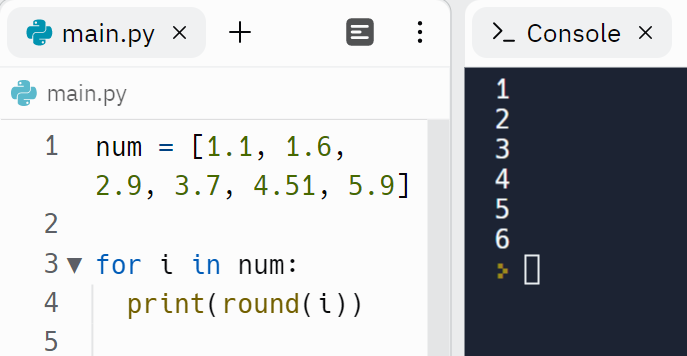 main.py
main.py
1 num = [1.1, 1.6,
2.9, 3.7, 4.51, 5.9]
2
3 for i in num:
4 print(round(i))
5
>_ Console
1
2
3
4
5
6